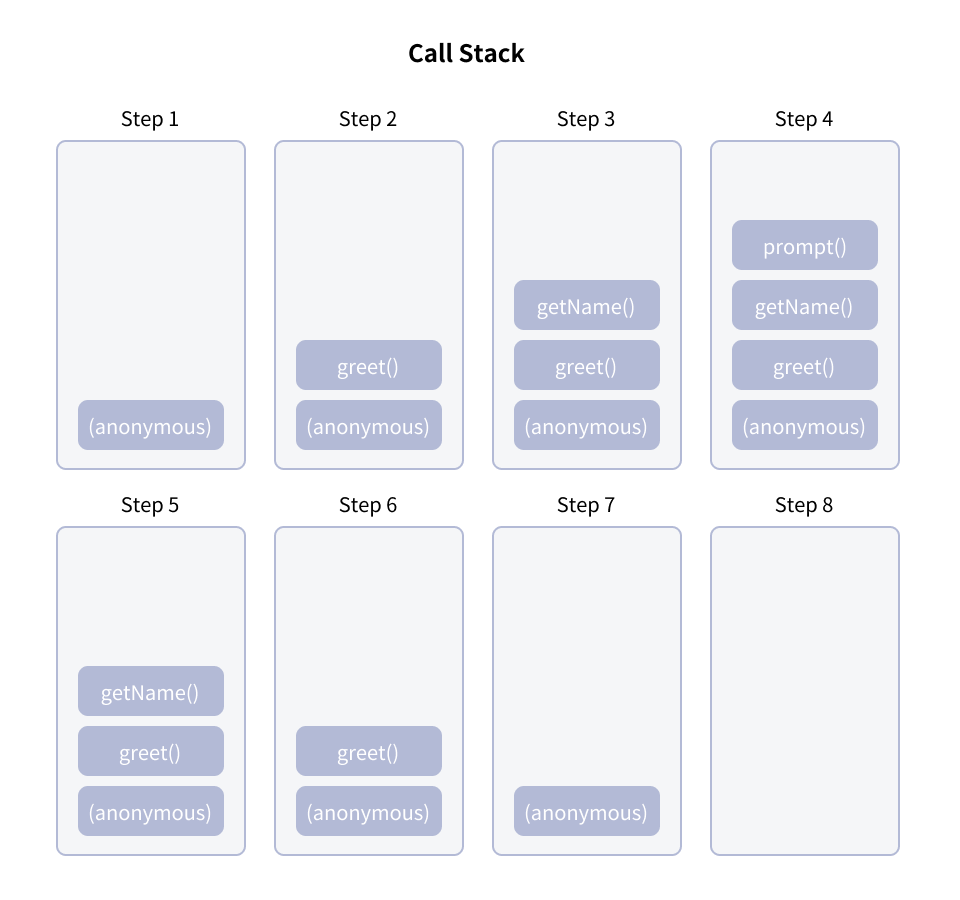 Call Stack
Step 1
(anonymous)
Step 2
greet()
(anonymous)
Step 3
getName()
greet()
(anonymous)
Step 4
prompt()
getName()
greet()
(anonymous)
Step 5
getName()
greet()
(anonymous)
Step 6
greet()
(anonymous)
Step 7
(anonymous)
Step 8